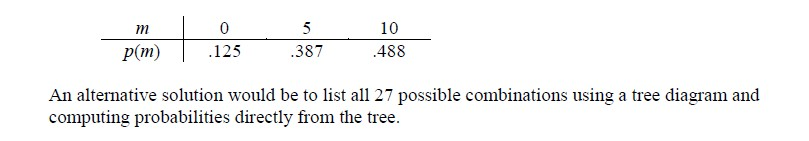 m 0 5 10
p(m) .125 .387 .488
An alternative solution would be to list all 27 possible combinations using a tree diagram and
computing probabilities directly from the tree.